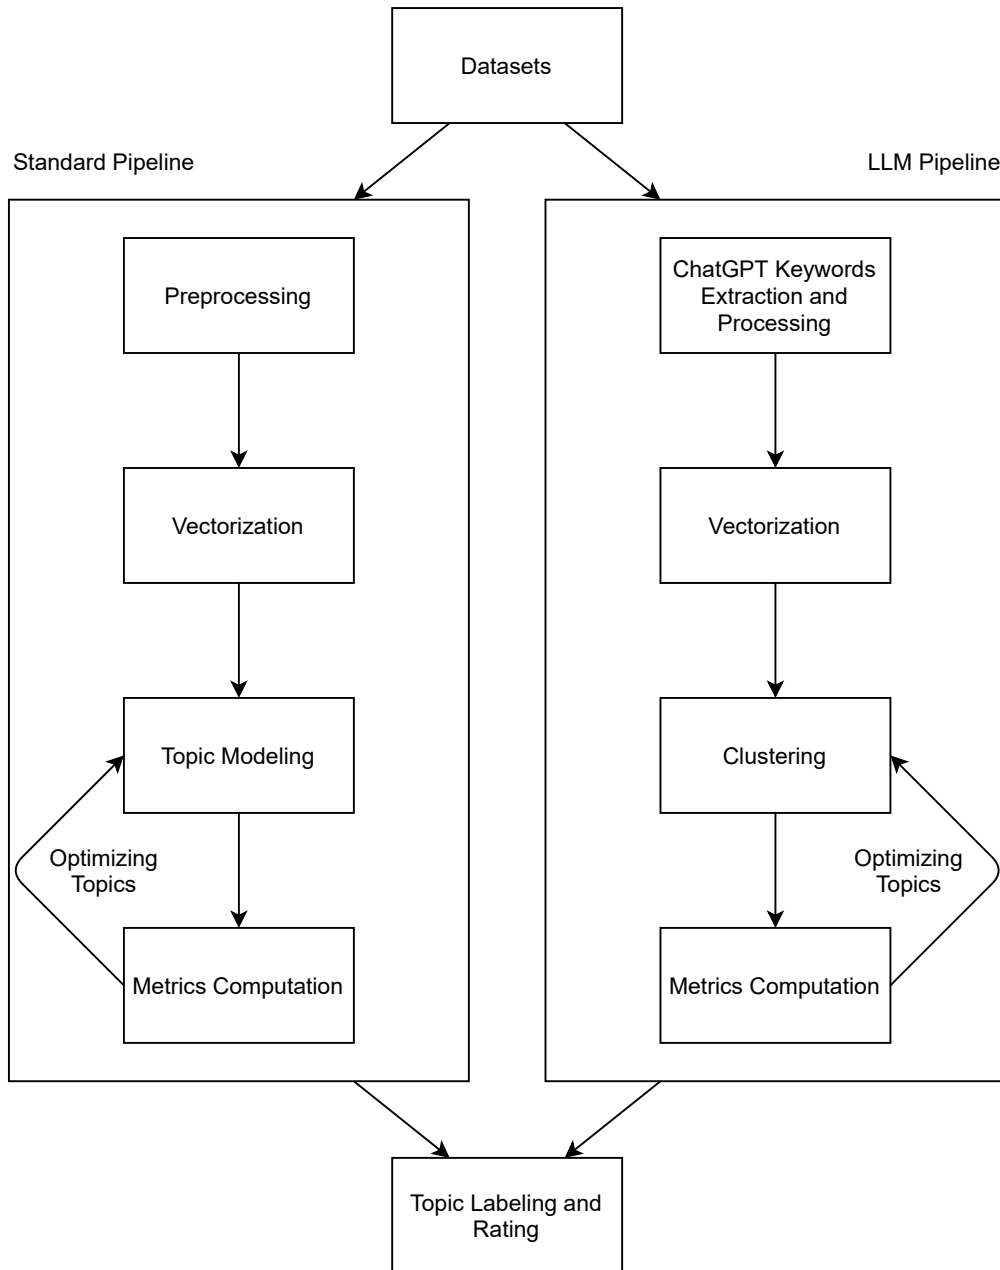 Datasets
Standard Pipeline
LLM Pipeline
Preprocessing
ChatGPT Keywords
Extraction and
Processing
Vectorization
Vectorization
Topic Modeling
Clustering
Optimizing
Topics
Optimizing
Topics
Metrics Computation
Metrics Computation
Topic Labeling and
Rating